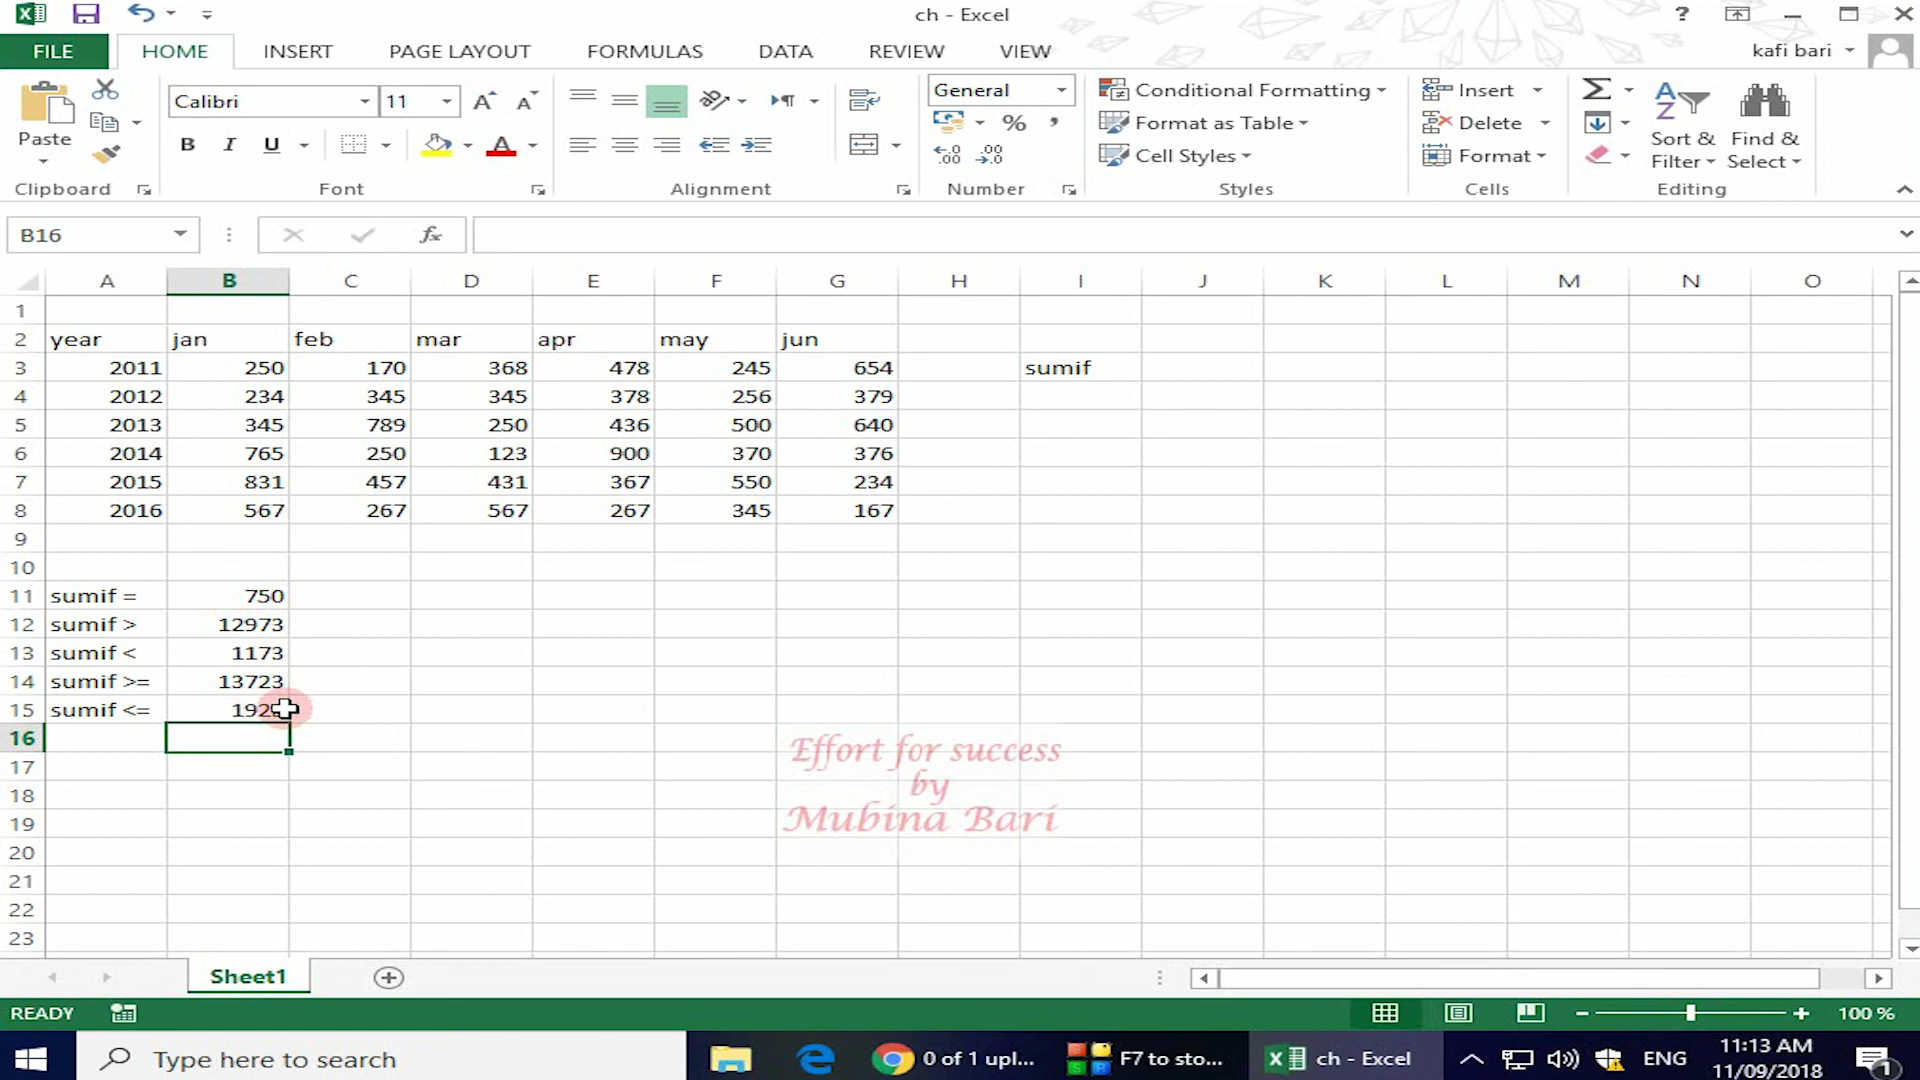 ch - Excel
FILE HOME INSERT PAGE LAYOUT FORMULAS DATA REVIEW VIEW kafi bari
Paste Calibri 11 General Conditional Formatting Insert
B I U A % Format as Table Delete Sort & Find &
Cell Styles Format Filter Select
Clipboard Font Alignment Number Styles Cells Editing
B16 fx
A B C D E F G H I J K L M N O
1
2 year jan feb mar apr may jun
3 2011 250 170 368 478 245 654 sumif
4 2012 234 345 345 378 256 379
5 2013 345 789 250 436 500 640
6 2014 765 250 123 900 370 376
7 2015 831 457 431 367 550 234
8 2016 567 267 567 267 345 167
9
10
11 sumif = 750
12 sumif > 12973
13 sumif < 1173
14 sumif >= 13723
15 sumif <=
16
17
18
19
20
21
22
23
Effort for success
by
Mubina Bari
Sheet1
READY 100 %
Type here to search 0 of 1 upl... F7 to sto... ch - Excel ENG 11:13 AM
11/09/2018